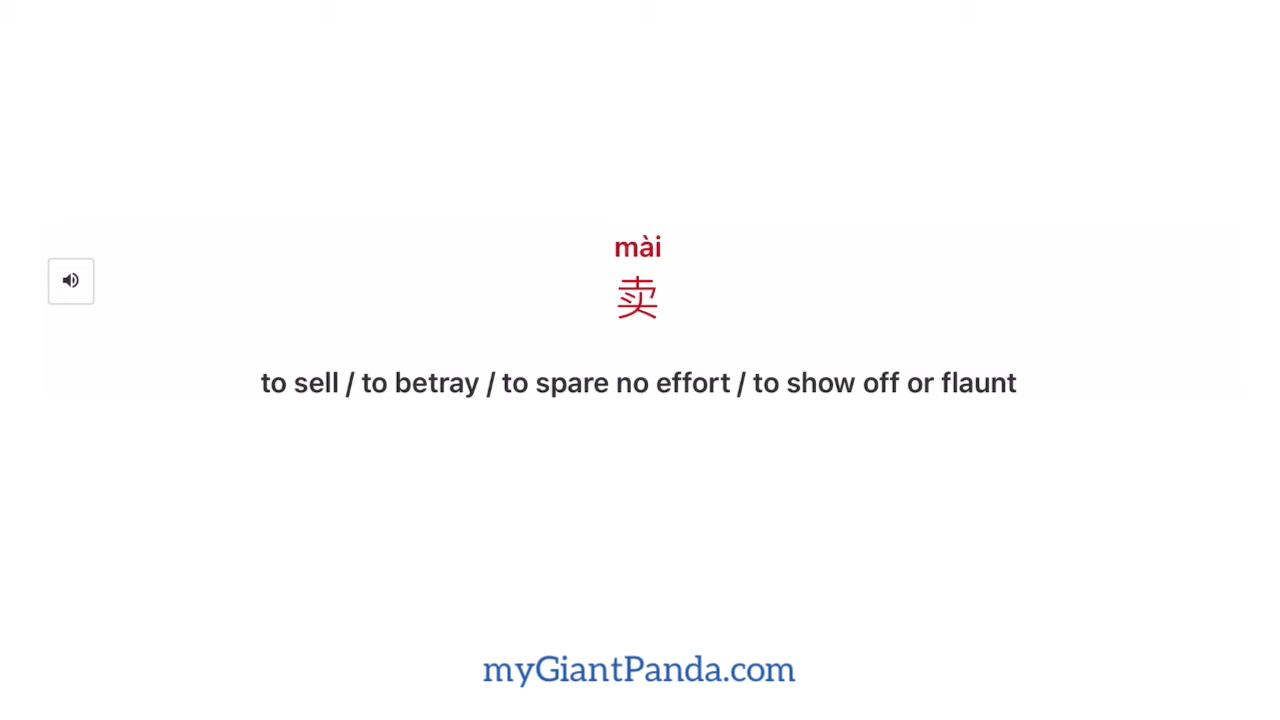 mài
卖
to sell / to betray / to spare no effort / to show off or flaunt
myGiantPanda.com